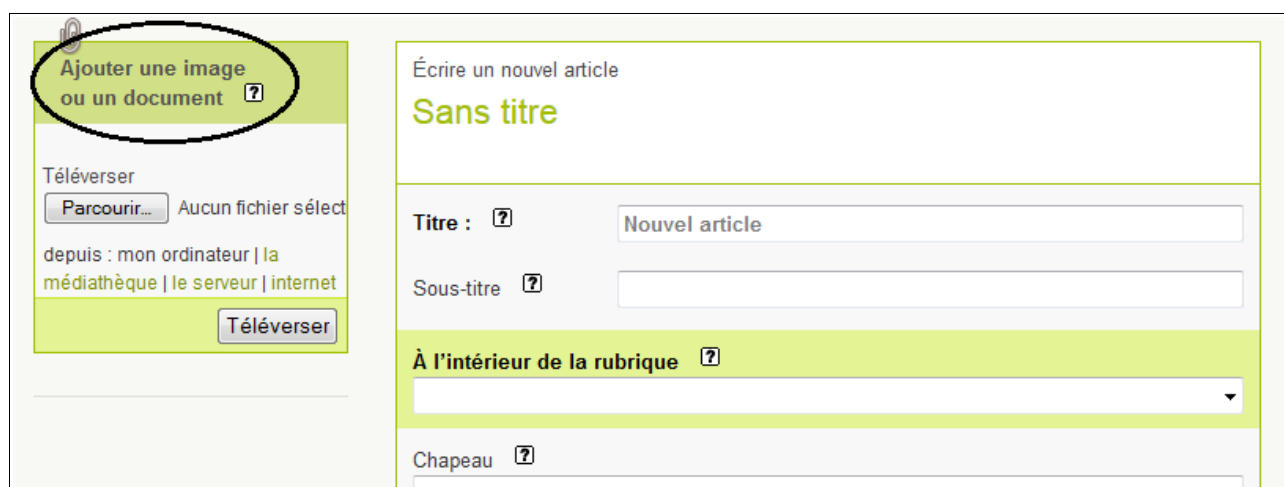 Ajouter une image
ou un document ?
Téléverser
Parcourir... Aucun fichier sélect
depuis : mon ordinateur | la
médiathèque | le serveur | internet
Téléverser
Écrire un nouvel article
Sans titre
Titre : ?
Nouvel article
Sous-titre ?
À l'intérieur de la rubrique ?
Chapeau ?